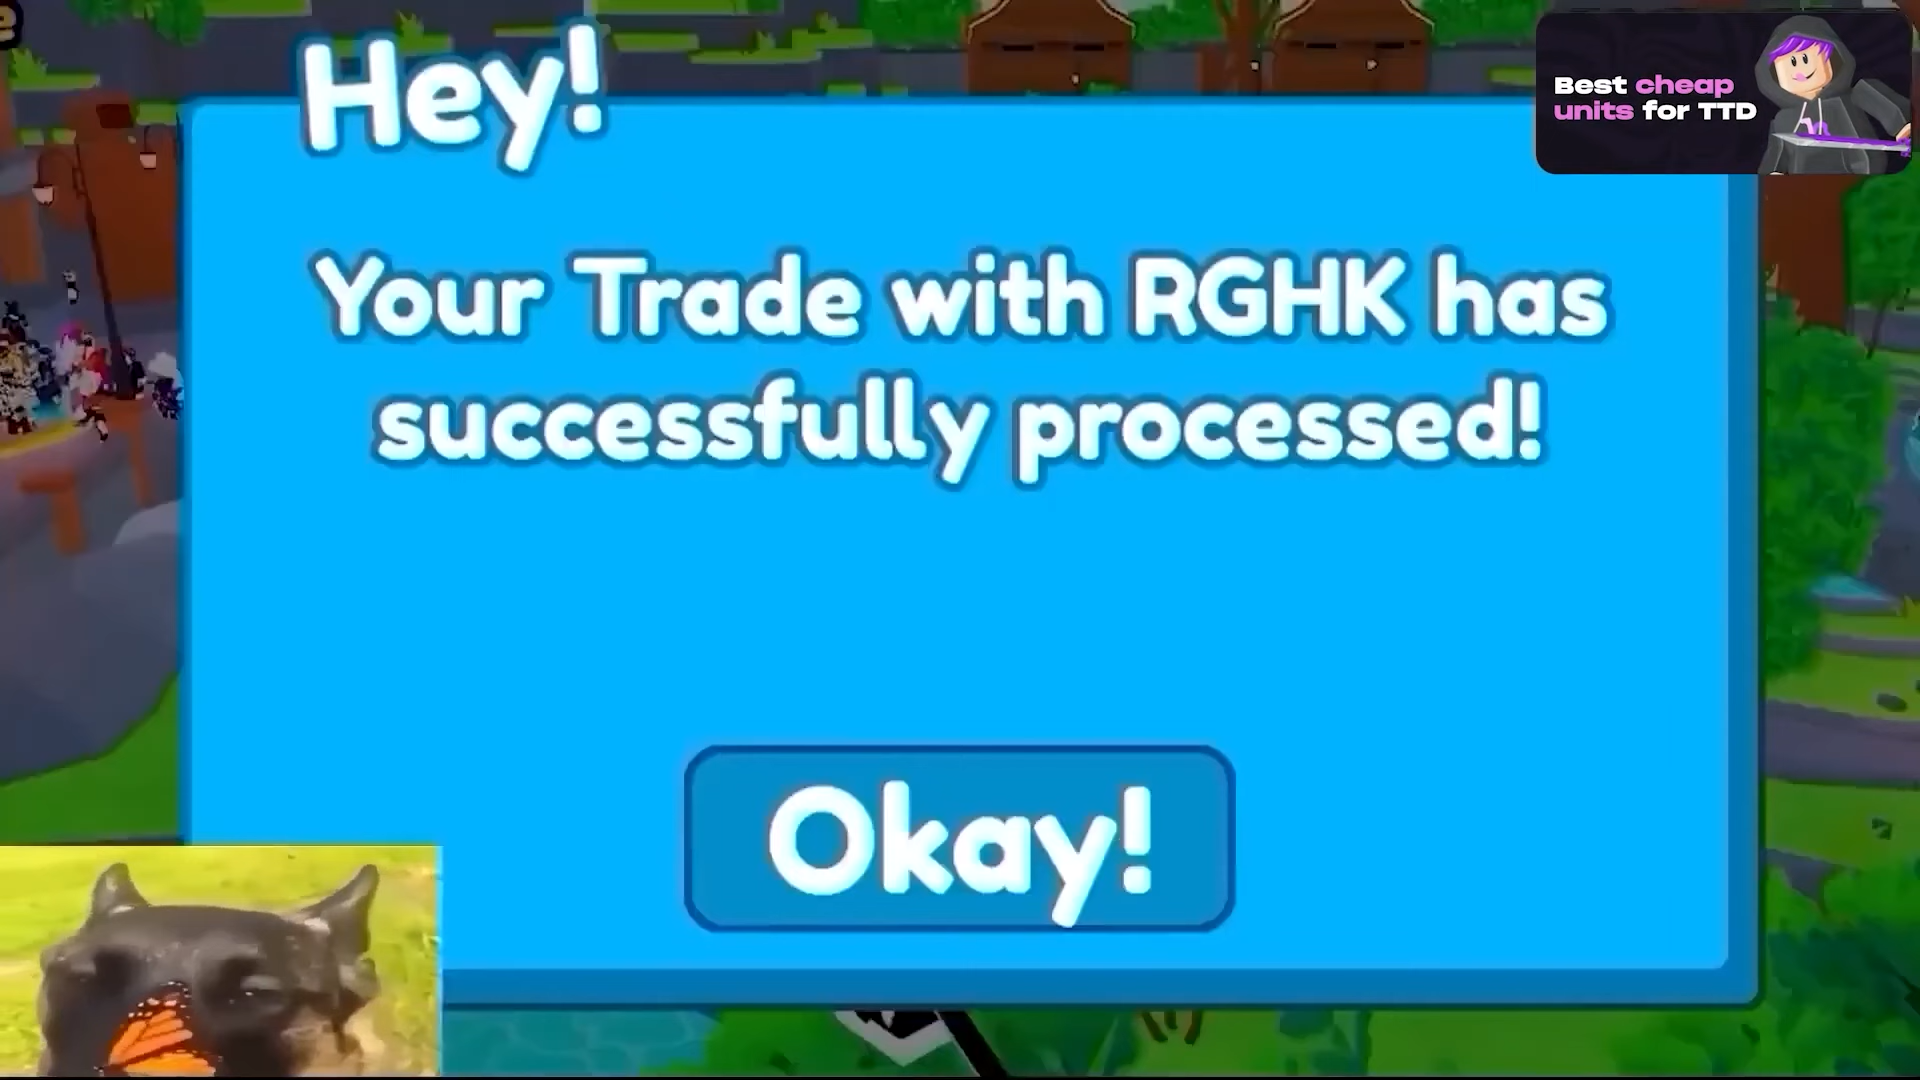 Hey!
Best cheap
units for TTD
Your Trade with RGHK has
successfully processed!
Okay!